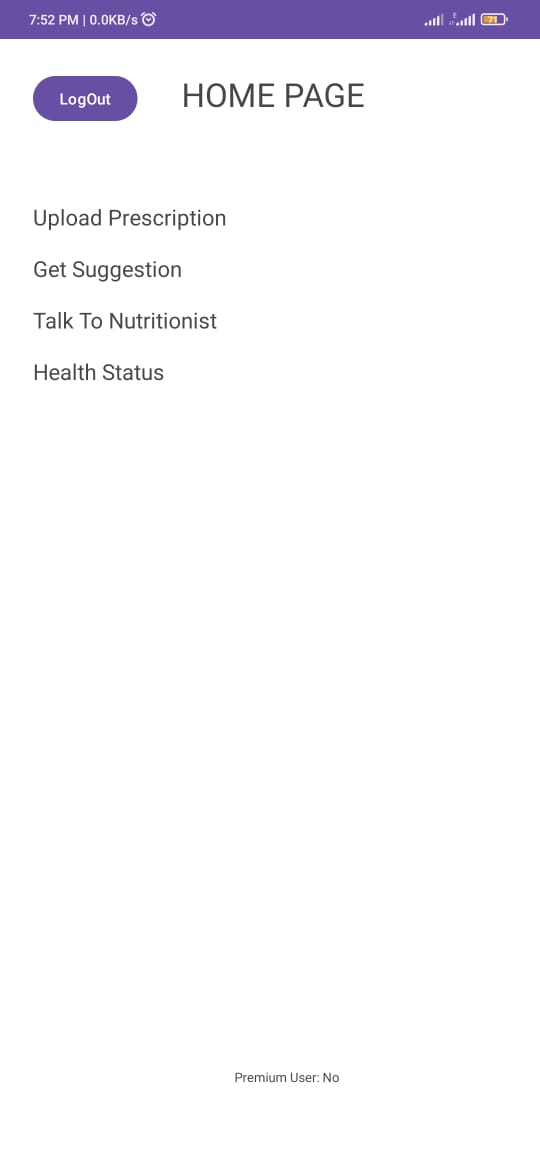 7:52 PM | 0.0KB/s
E
71
LogOut
HOME PAGE
Upload Prescription
Get Suggestion
Talk To Nutritionist
Health Status
Premium User: No